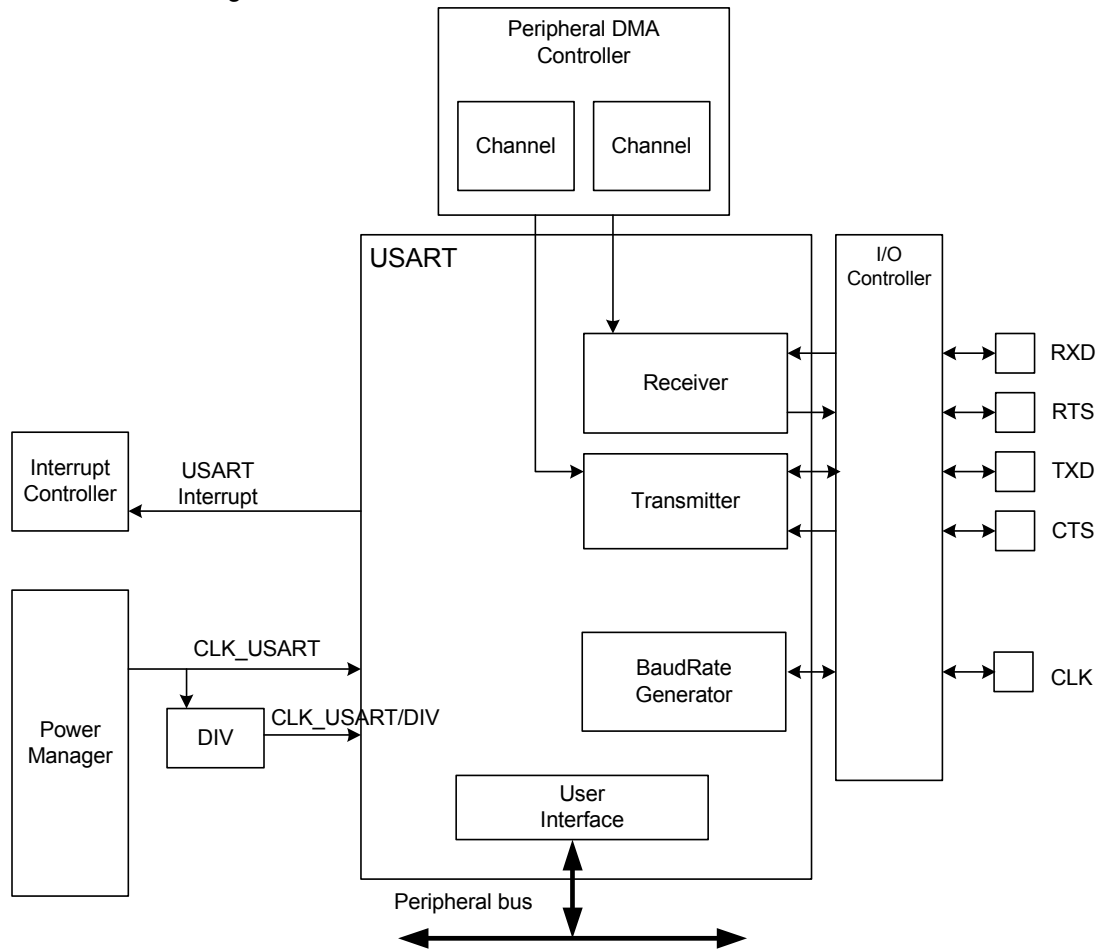 Peripheral DMA
Controller
Channel
Channel
USART
I/O
Controller
Receiver
RXD
RTS
Interrupt
Controller
USART
Interrupt
Transmitter
TXD
CTS
CLK_USART
BaudRate
Generator
CLK
Power
Manager
DIV
CLK_USART/DIV
User
Interface
Peripheral bus